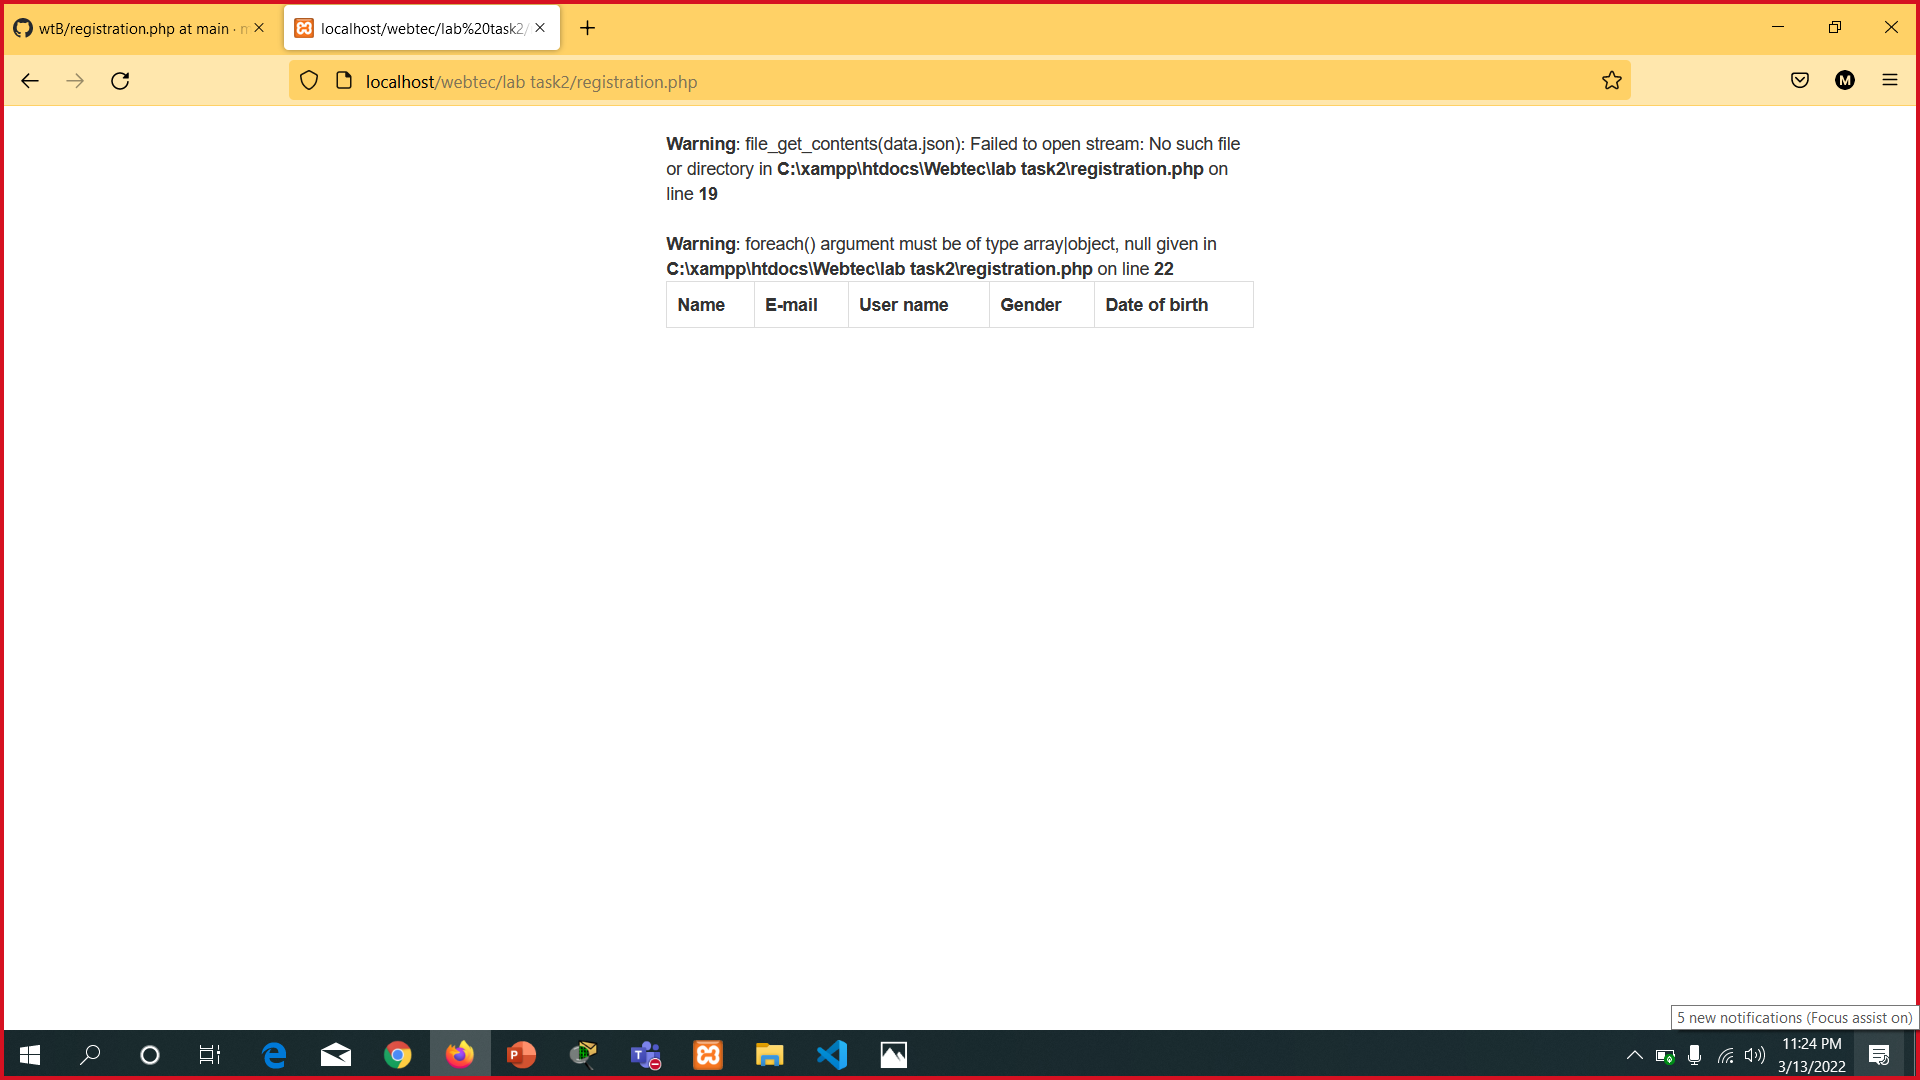 wtB/registration.php at main ·
localhost/webtec/lab%20task2/
localhost/webtec/lab task2/registration.php
M
Warning: file_get_contents(data.json): Failed to open stream: No such file
or directory in C:\xampp\htdocs\Webtec\lab task2\registration.php on
line 19
Warning: foreach() argument must be of type array|object, null given in
C:\xampp\htdocs\Webtec\lab task2\registration.php on line 22
Name E-mail User name Gender Date of birth
5 new notifications (Focus assist on)
11:24 PM
3/13/2022